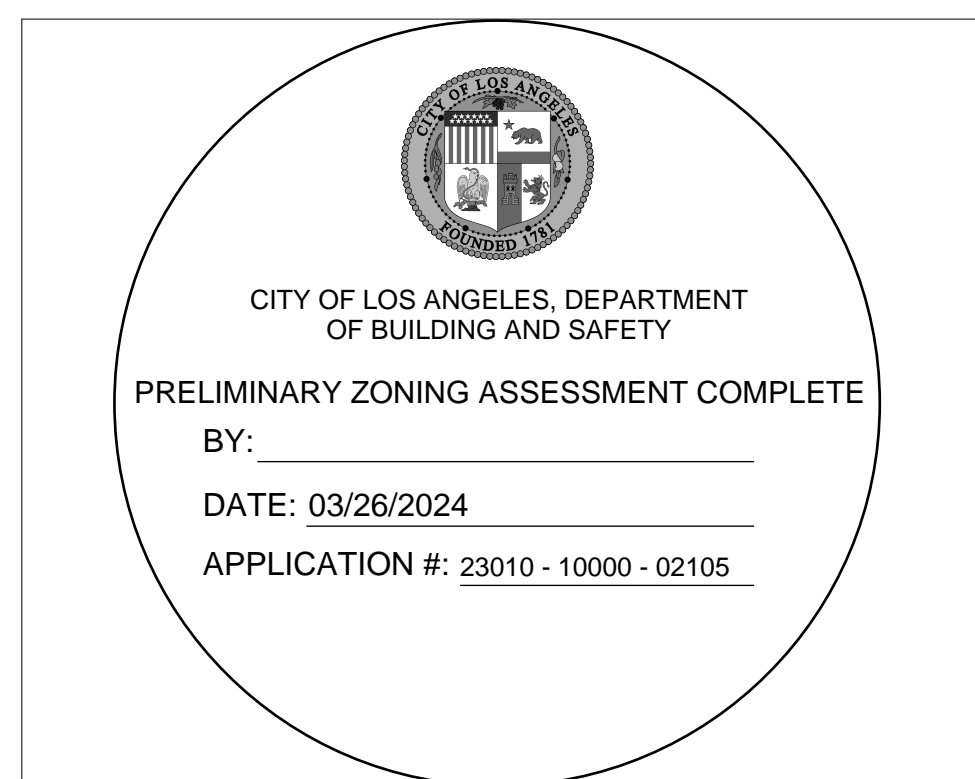 CITY OF LOS ANGELES
FOUNDED 1781
CITY OF LOS ANGELES, DEPARTMENT
OF BUILDING AND SAFETY
PRELIMINARY ZONING ASSESSMENT COMPLETE
BY:
DATE: 03/26/2024
APPLICATION #: 23010 - 10000 - 02105